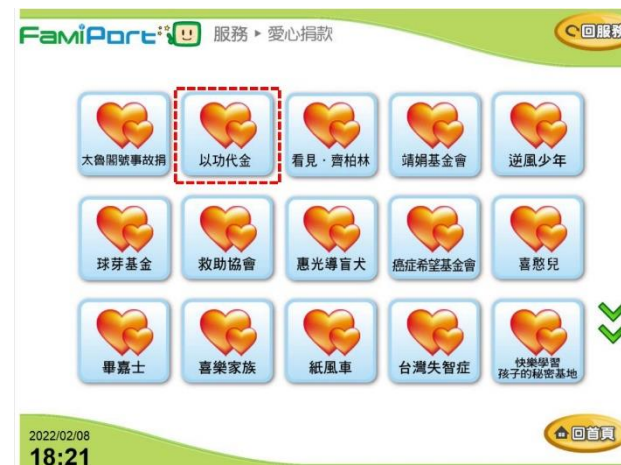 FamiPort 服務 ▸ 愛心捐款
回服務
太魯閣號事故捐
以功代金
看見・齊柏林
靖娟基金會
逆風少年
球芽基金
救助協會
惠光導盲犬
癌症希望基金會
喜憨兒
畢嘉士
喜樂家族
紙風車
台灣失智症
快樂學習
孩子的秘密基地
2022/02/08
18:21
回首頁